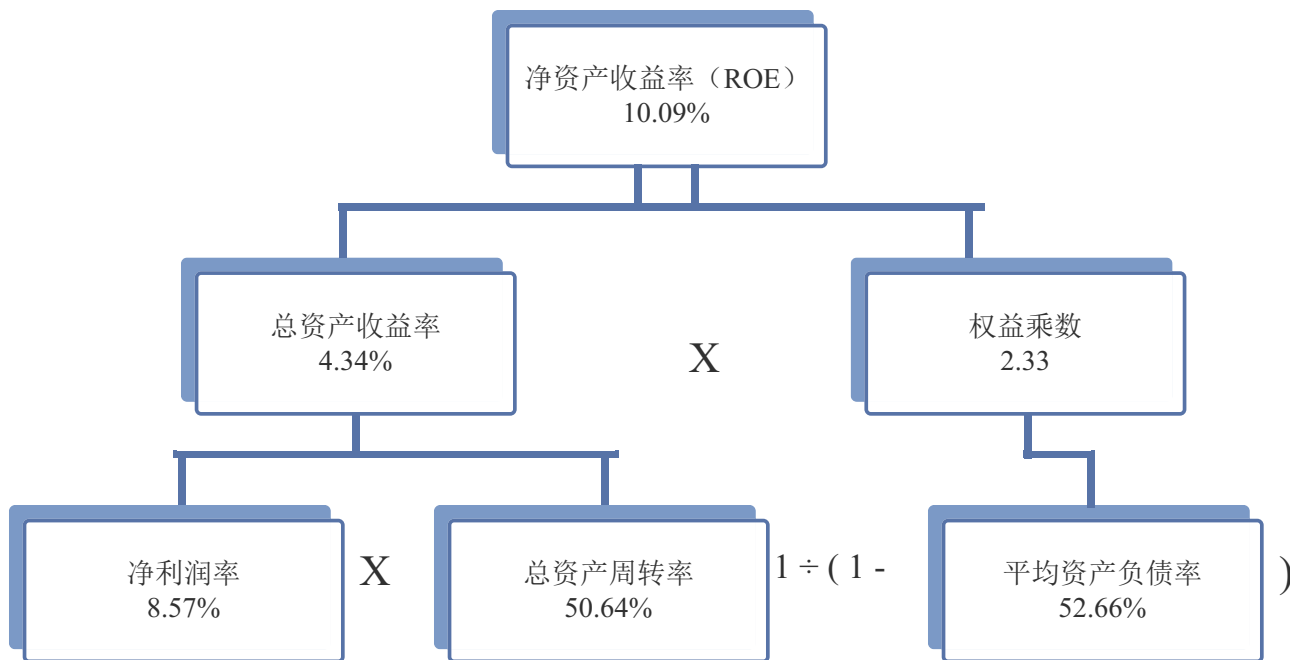 净资产收益率（ROE）
10.09%
总资产收益率
4.34%
X
权益乘数
2.33
净利润率
8.57%
X
总资产周转率
50.64%
1 ÷ ( 1 -
平均资产负债率
52.66%
)